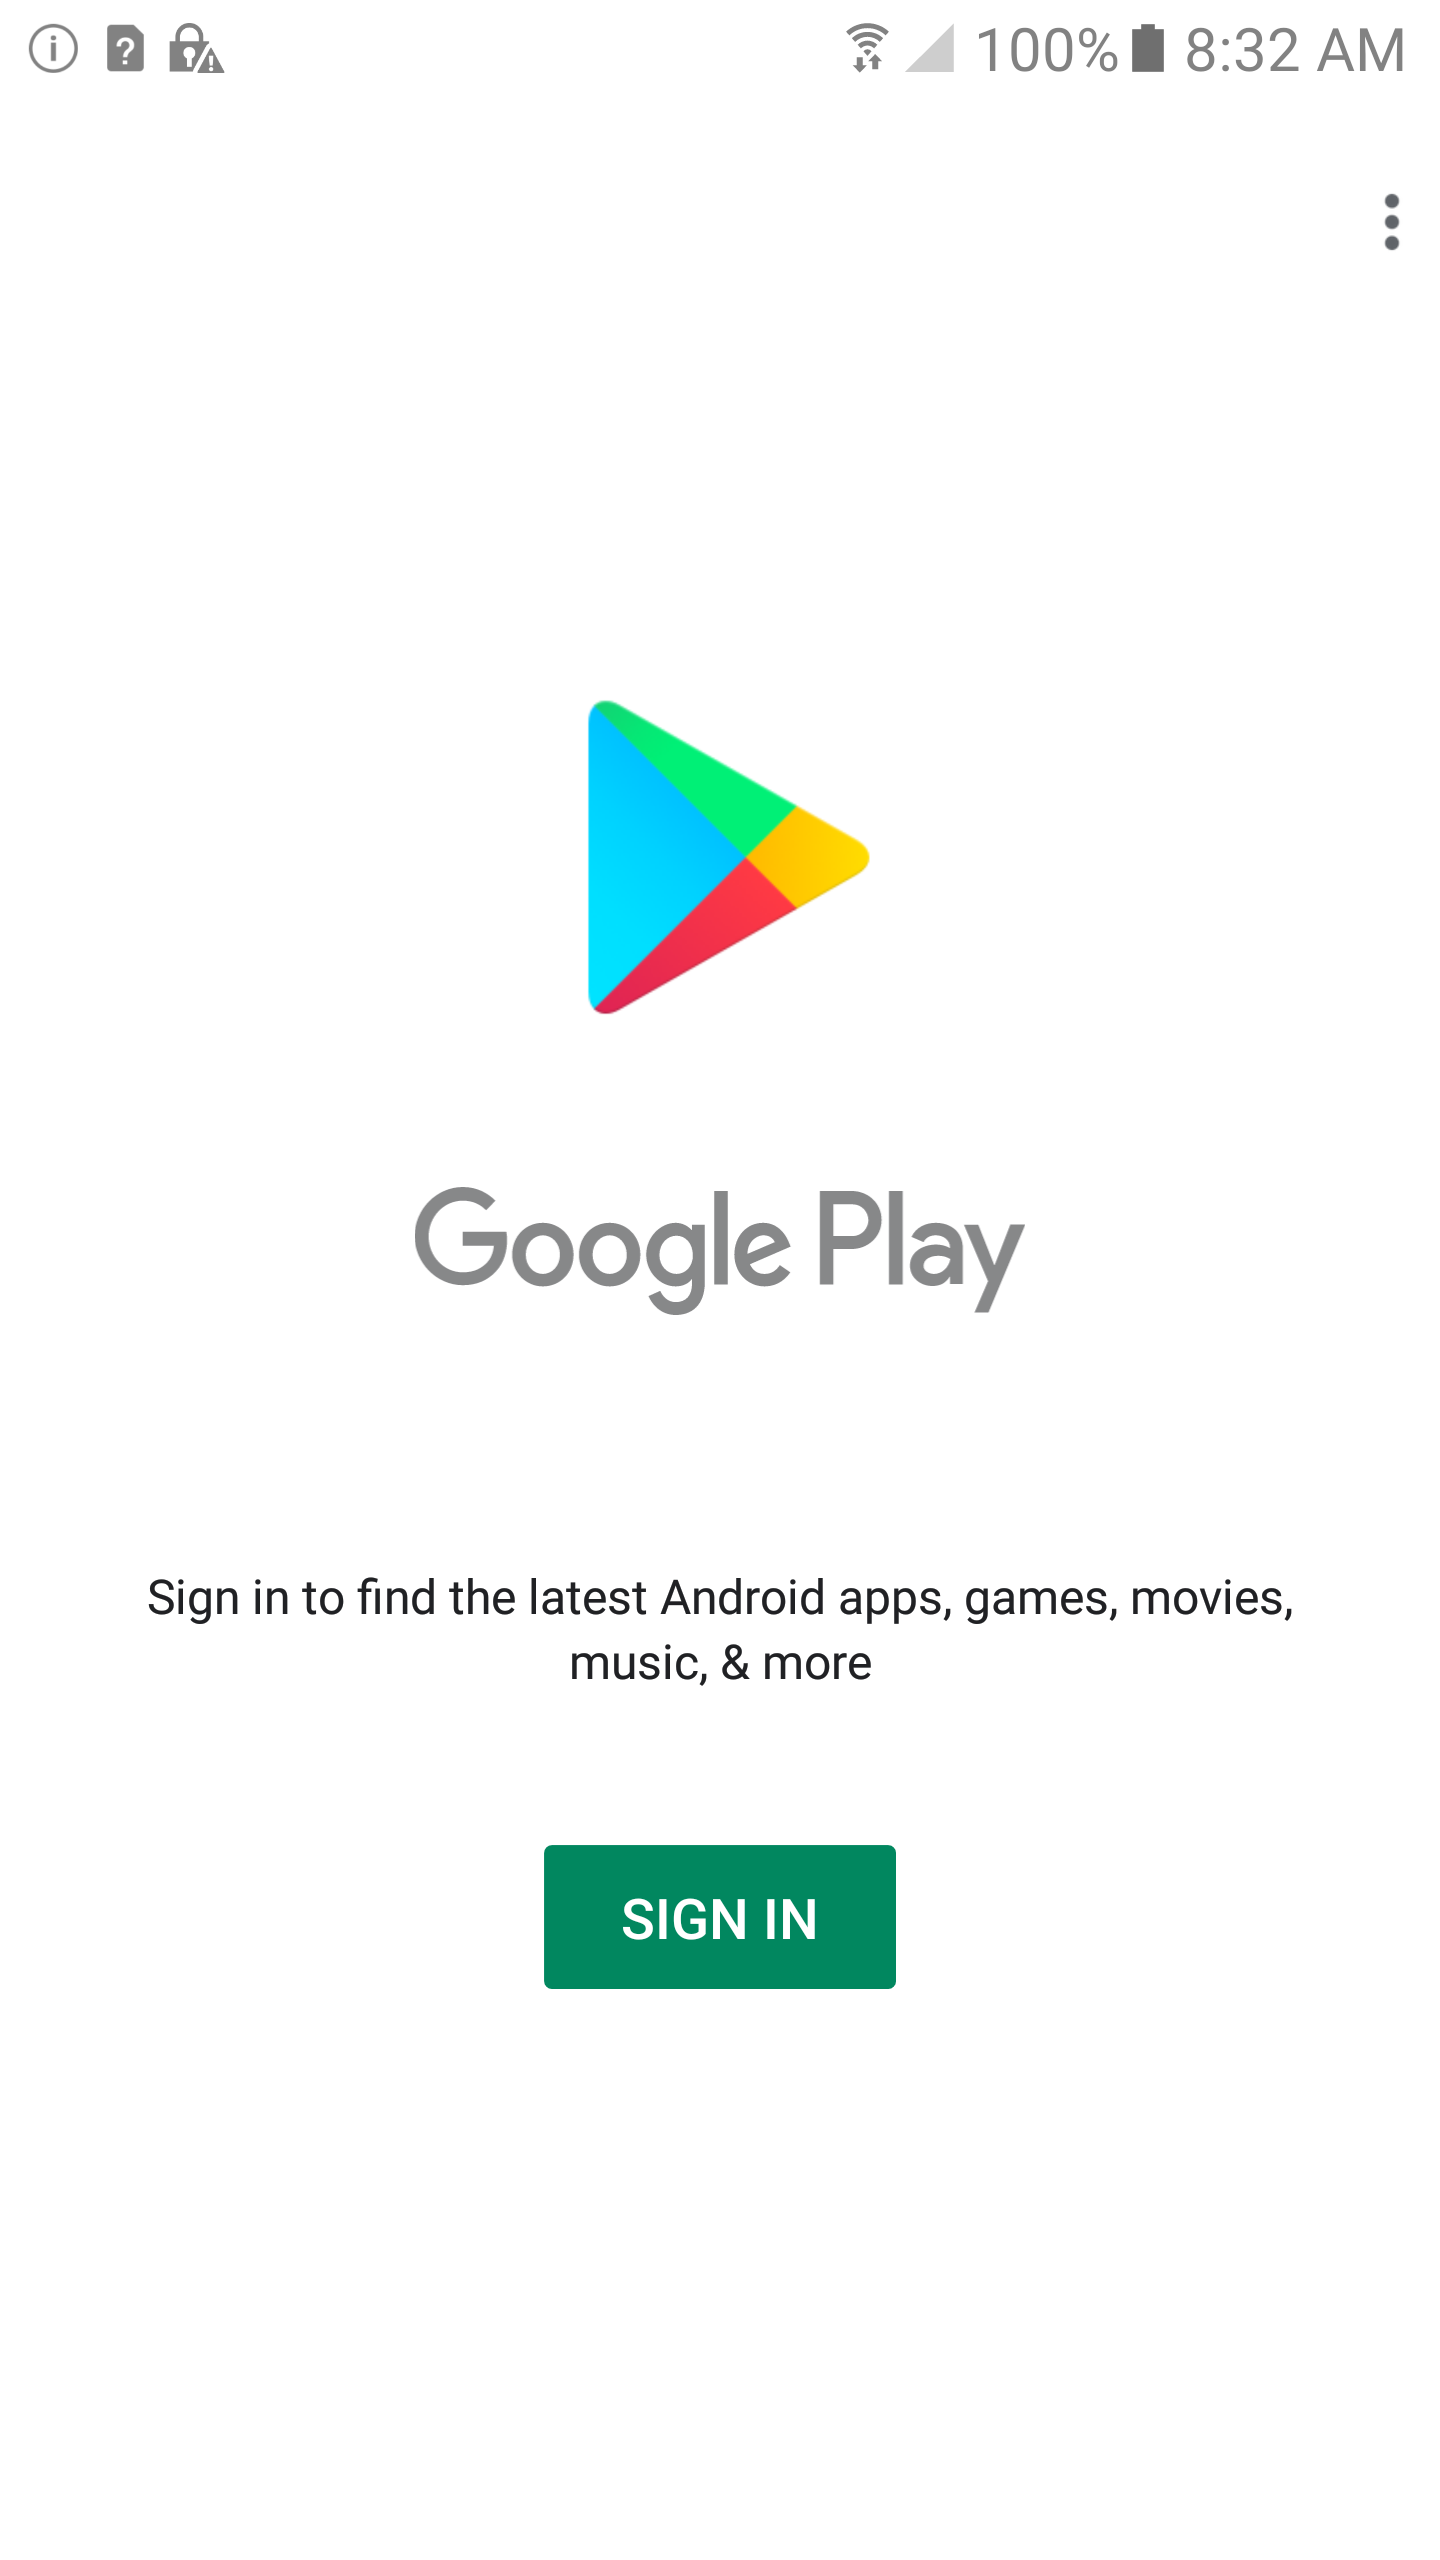 100% 8:32 AM
Google Play
Sign in to find the latest Android apps, games, movies,
music, & more
SIGN IN